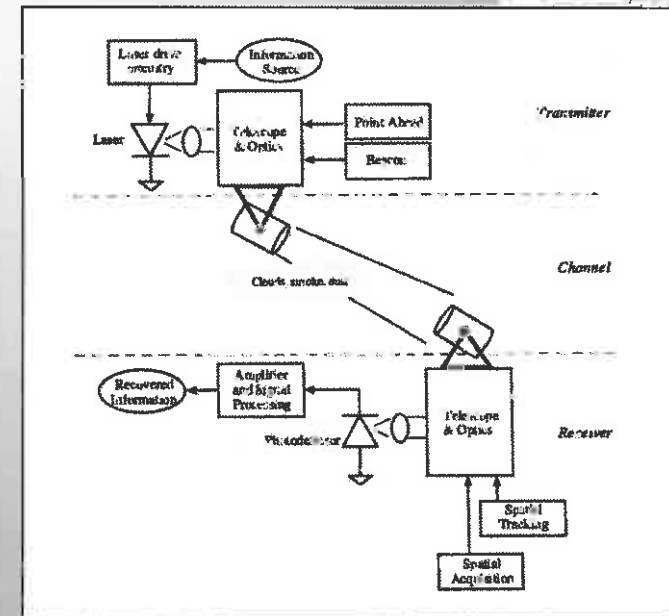 Laser drive
circuitry
Information
Source
Transmitter
Laser
Telescope
& Optics
Point Ahead
Beacon
Channel
Clouds, smoke, dust
Recovered
Information
Amplifier
and Signal
Processing
Photodetector
Telescope
& Optics
Receiver
Spatial
Tracking
Spatial
Acquisition